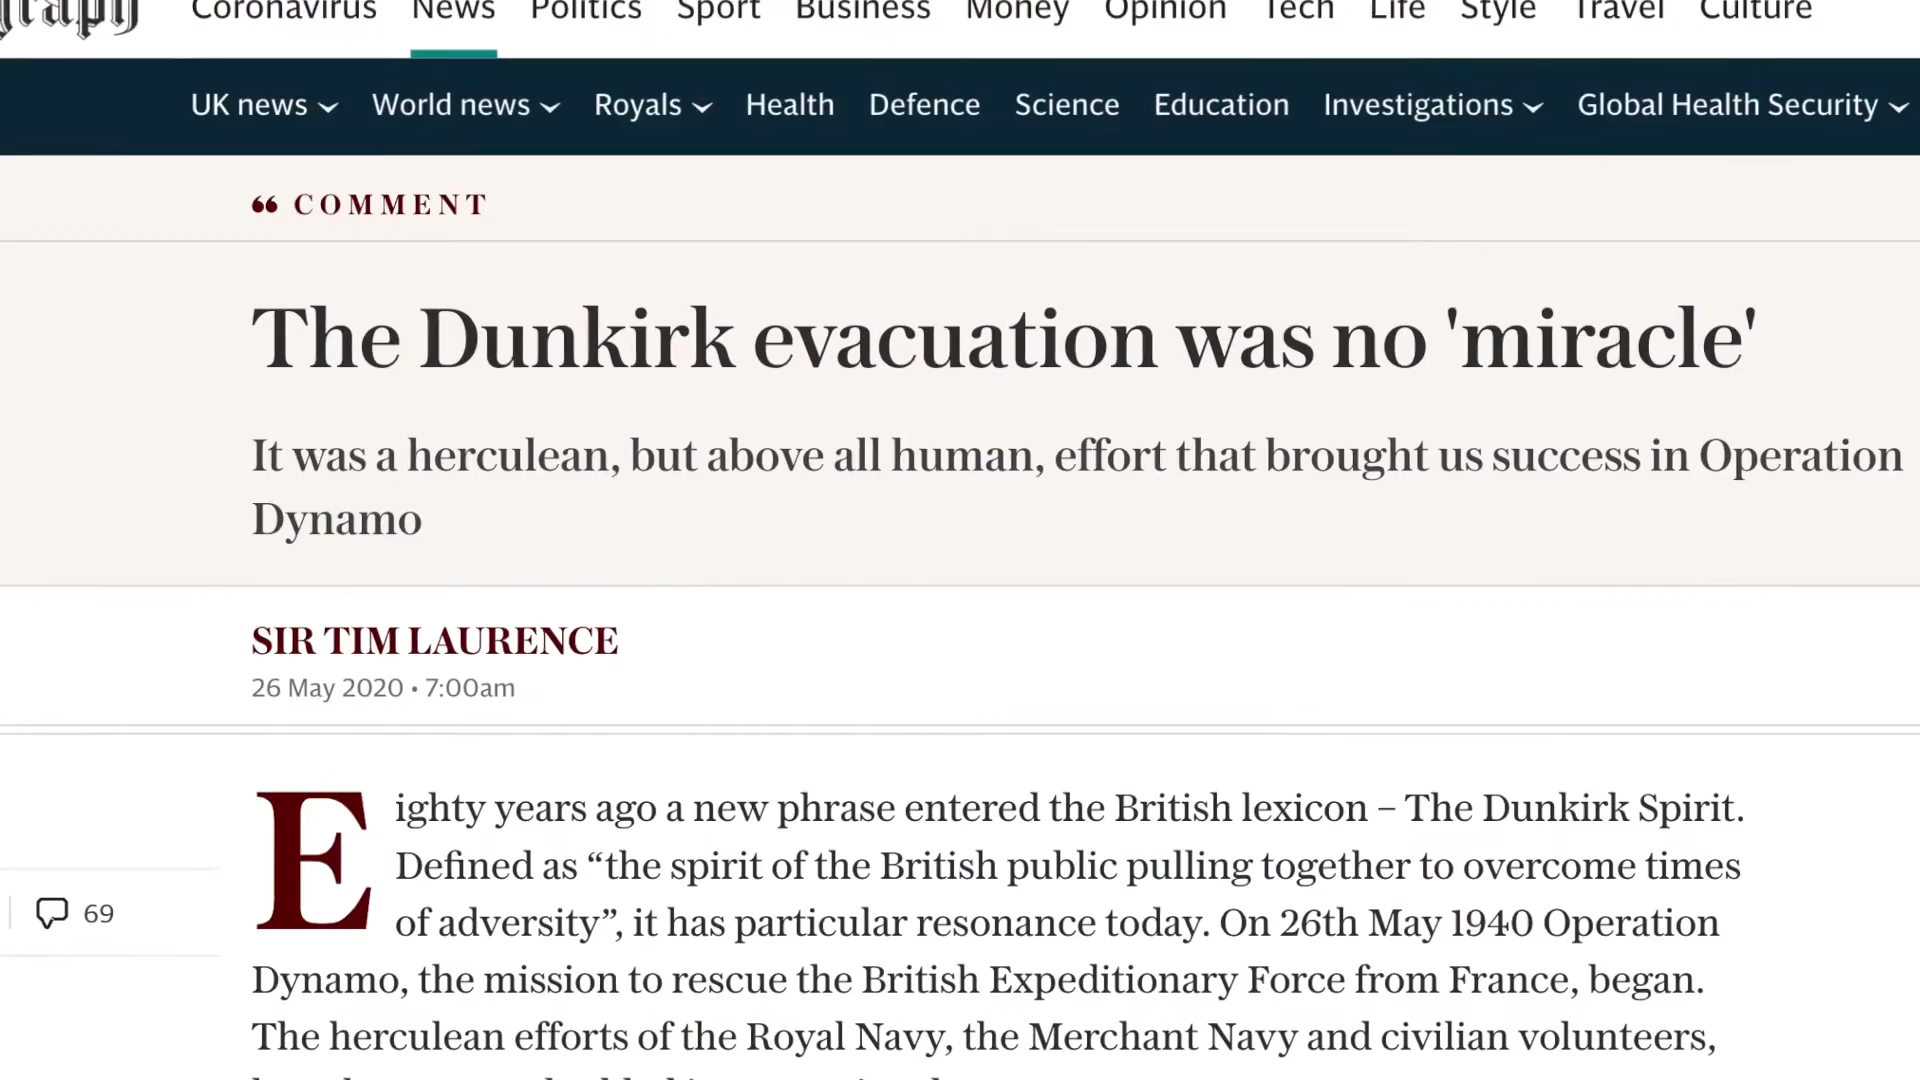 graph
Coronavirus News Politics Sport Business Money Opinion Tech Life Style Travel Culture
UK news World news Royals Health Defence Science Education Investigations Global Health Security
“ COMMENT
The Dunkirk evacuation was no 'miracle'
It was a herculean, but above all human, effort that brought us success in Operation
Dynamo
SIR TIM LAURENCE
26 May 2020 • 7:00am
Eighty years ago a new phrase entered the British lexicon – The Dunkirk Spirit.
Defined as “the spirit of the British public pulling together to overcome times
of adversity”, it has particular resonance today. On 26th May 1940 Operation
69
Dynamo, the mission to rescue the British Expeditionary Force from France, began.
The herculean efforts of the Royal Navy, the Merchant Navy and civilian volunteers,